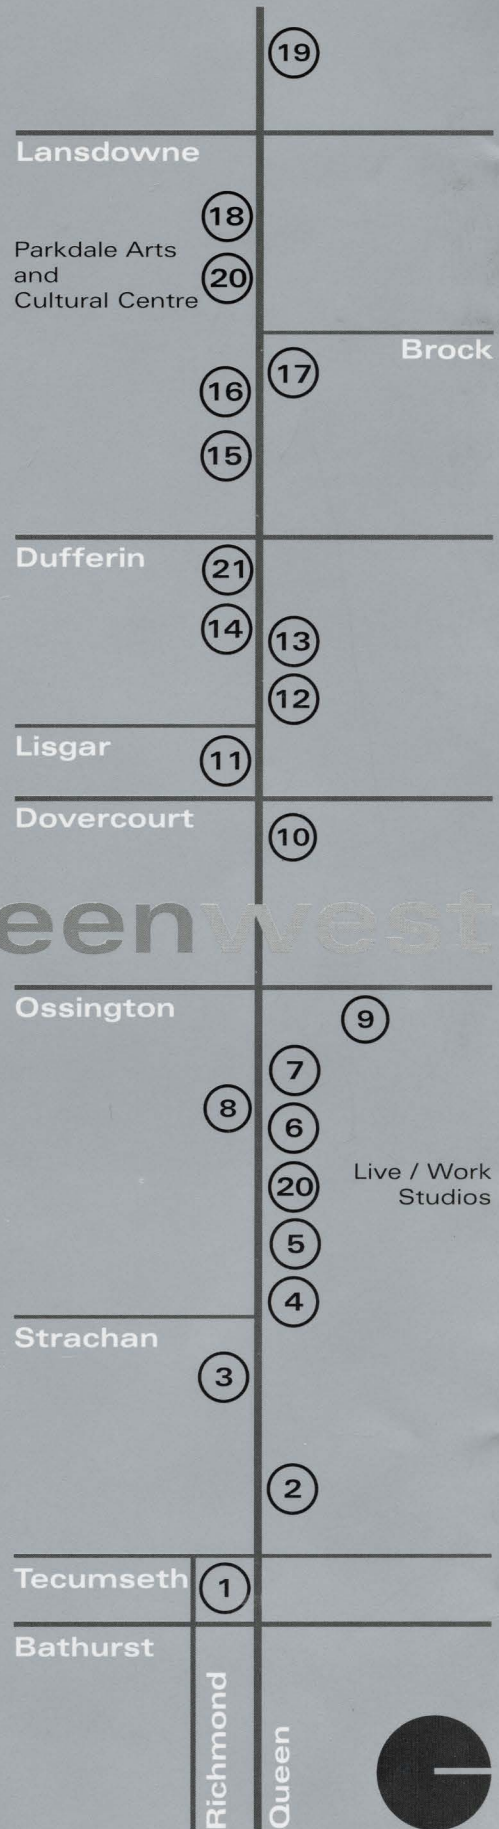 19
Lansdowne
18
Parkdale Arts
and
Cultural Centre
20
Brock
17
16
15
Dufferin
21
14
13
12
Lisgar
11
Dovercourt
10
eenwest
Ossington
9
7
8
6
20
Live / Work
Studios
5
4
Strachan
3
2
Tecumseth
1
Bathurst
Richmond
Queen